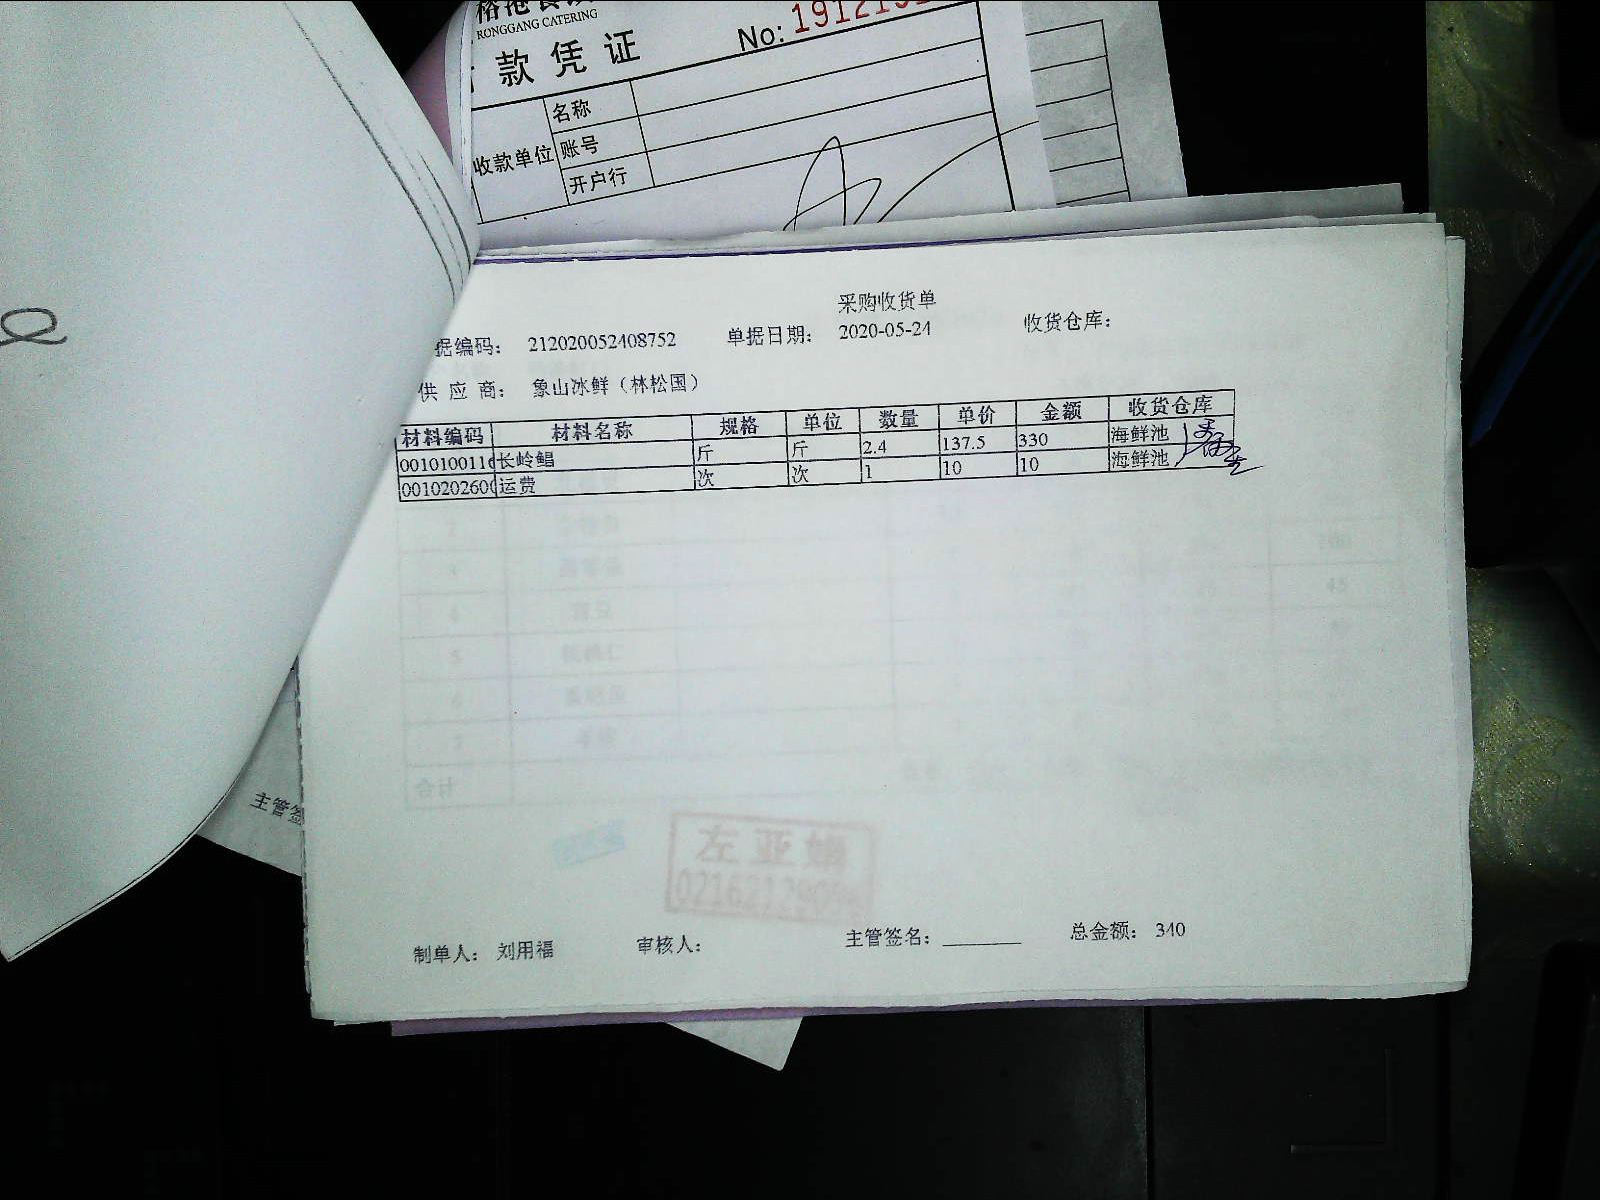 RONGGANG CATERING
款凭证 No:
名称
收款单位 账号
开户行
采购收货单
据编码： 212020052408752 单据日期： 2020-05-24 收货仓库：
供 应 商： 象山冰鲜（林松国）
材料编码 材料名称 规格 单位 数量 单价 金额 收货仓库
001010011 长岭鲳 斤 斤 2.4 137.5 330 海鲜池
001020260 运费 次 次 1 10 10 海鲜池
合计
左亚娟
主管签
制单人： 刘用福 审核人： 主管签名： 总金额： 340